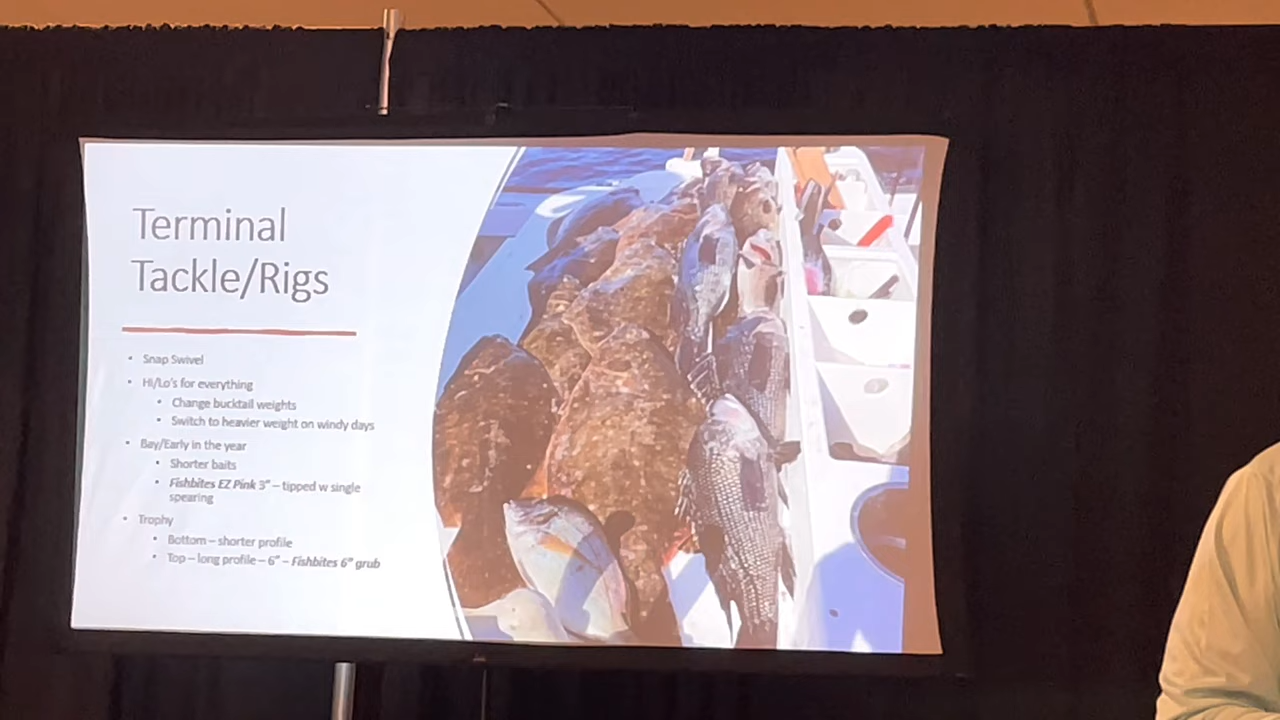 Terminal
Tackle/Rigs
• Snap Swivel
• Hi/Lo's for everything
• Change bucktail weights
• Switch to heavier weight on windy days
• Bay/Early in the year
• Shorter baits
• Fishbites EZ Pink 3" – tipped w single
spearing
• Trophy
• Bottom – shorter profile
• Top – long profile – 6" – Fishbites 6" grub